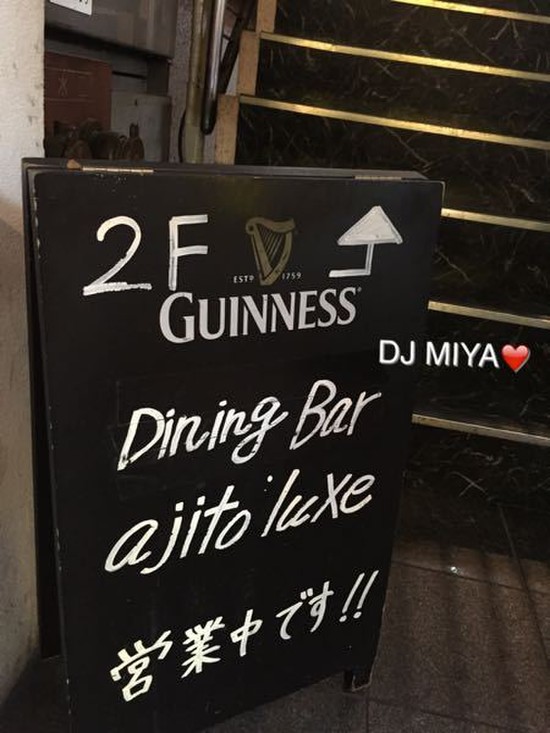 2F
ESTD 1759
GUINNESS
DJ MIYA❤️
Dining Bar
ajito luxe
営業中です!!